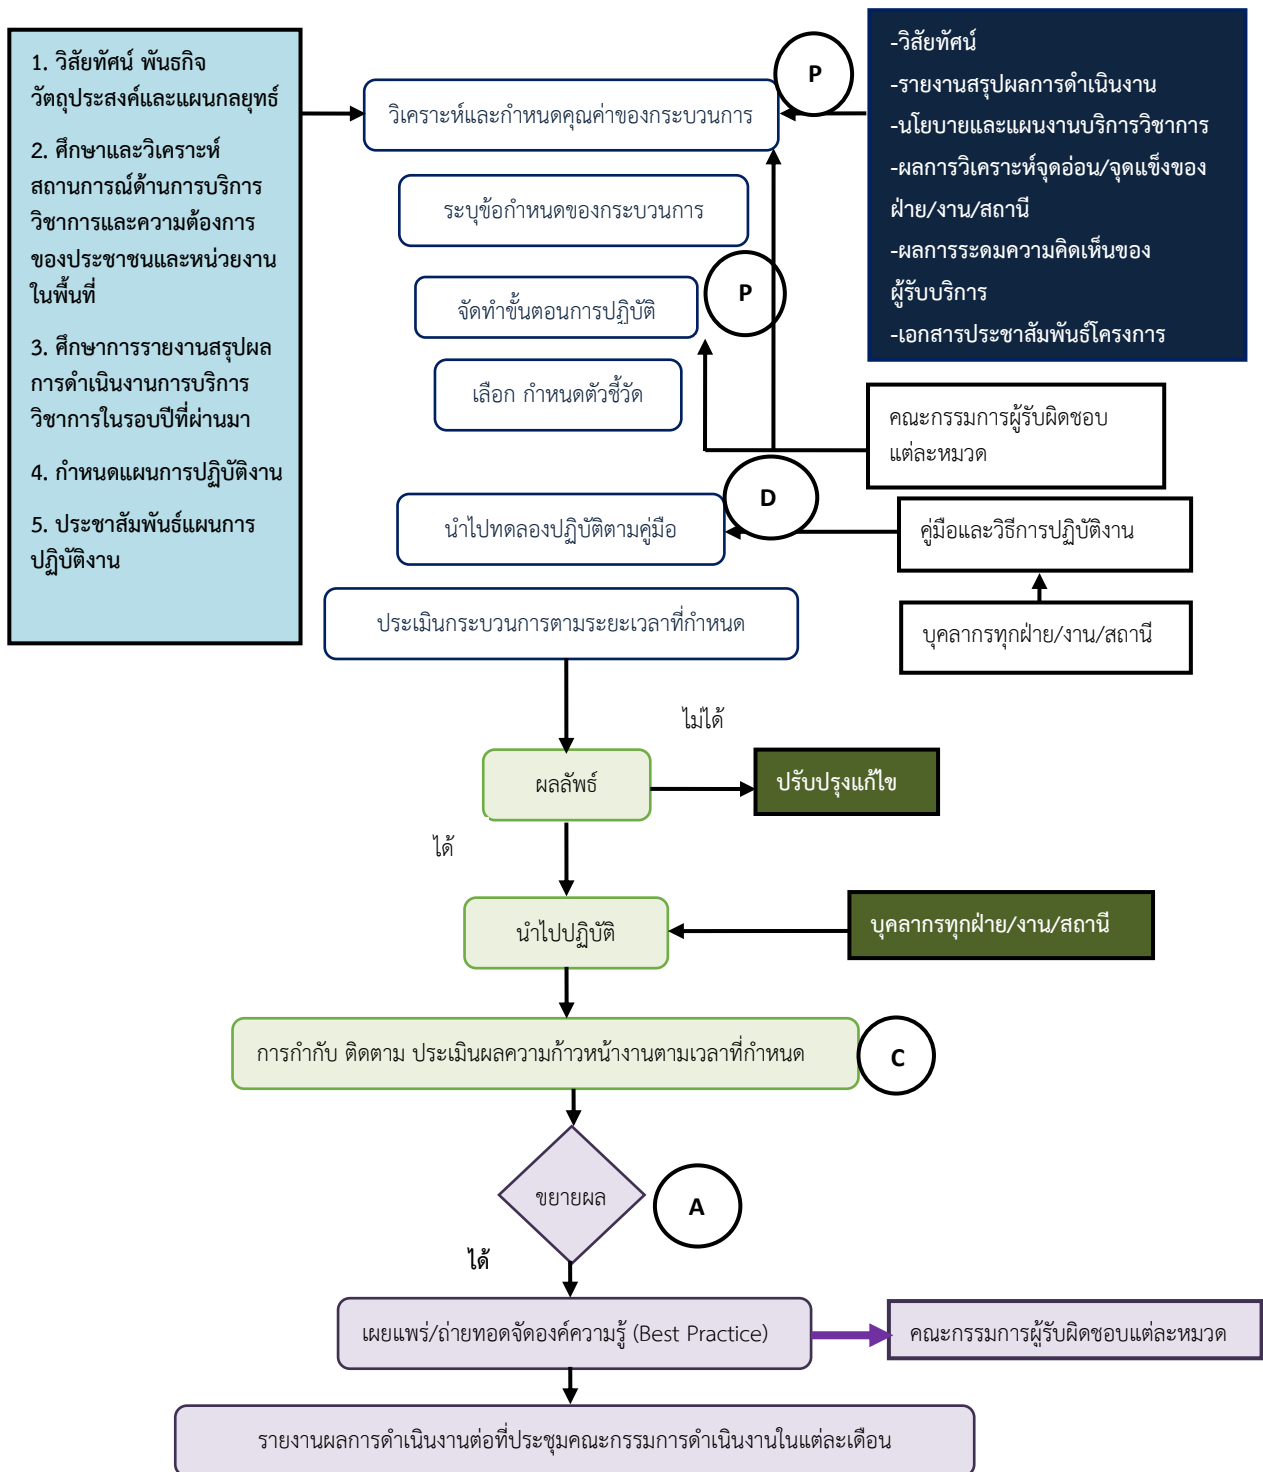 1. วิสัยทัศน์ พันธกิจ
วัตถุประสงค์และแผนกลยุทธ์
2. ศึกษาและวิเคราะห์
สถานการณ์ด้านการบริการ
วิชาการและความต้องการ
ของประชาชนและหน่วยงาน
ในพื้นที่
3. ศึกษาการรายงานสรุปผล
การดำเนินงานการบริการ
วิชาการในรอบปีที่ผ่านมา
4. กำหนดแผนการปฏิบัติงาน
5. ประชาสัมพันธ์แผนการ
ปฏิบัติงาน
วิเคราะห์และกำหนดคุณค่าของกระบวนการ
P
-วิสัยทัศน์
-รายงานสรุปผลการดำเนินงาน
-นโยบายและแผนงานบริการวิชาการ
-ผลการวิเคราะห์จุดอ่อน/จุดแข็งของ
ฝ่าย/งาน/สถานี
-ผลการระดมความคิดเห็นของ
ผู้รับบริการ
-เอกสารประชาสัมพันธ์โครงการ
ระบุข้อกำหนดของกระบวนการ
จัดทำขั้นตอนการปฏิบัติ
P
เลือก กำหนดตัวชี้วัด
คณะกรรมการผู้รับผิดชอบ
แต่ละหมวด
นำไปทดลองปฏิบัติตามคู่มือ
D
คู่มือและวิธีการปฏิบัติงาน
บุคลากรทุกฝ่าย/งาน/สถานี
ประเมินกระบวนการตามระยะเวลาที่กำหนด
ไม่ได้
ผลลัพธ์
ปรับปรุงแก้ไข
ได้
นำไปปฏิบัติ
บุคลากรทุกฝ่าย/งาน/สถานี
การกำกับ ติดตาม ประเมินผลความก้าวหน้างานตามเวลาที่กำหนด
C
ขยายผล
A
ได้
เผยแพร่/ถ่ายทอดจัดองค์ความรู้ (Best Practice)
คณะกรรมการผู้รับผิดชอบแต่ละหมวด
รายงานผลการดำเนินงานต่อที่ประชุมคณะกรรมการดำเนินงานในแต่ละเดือน